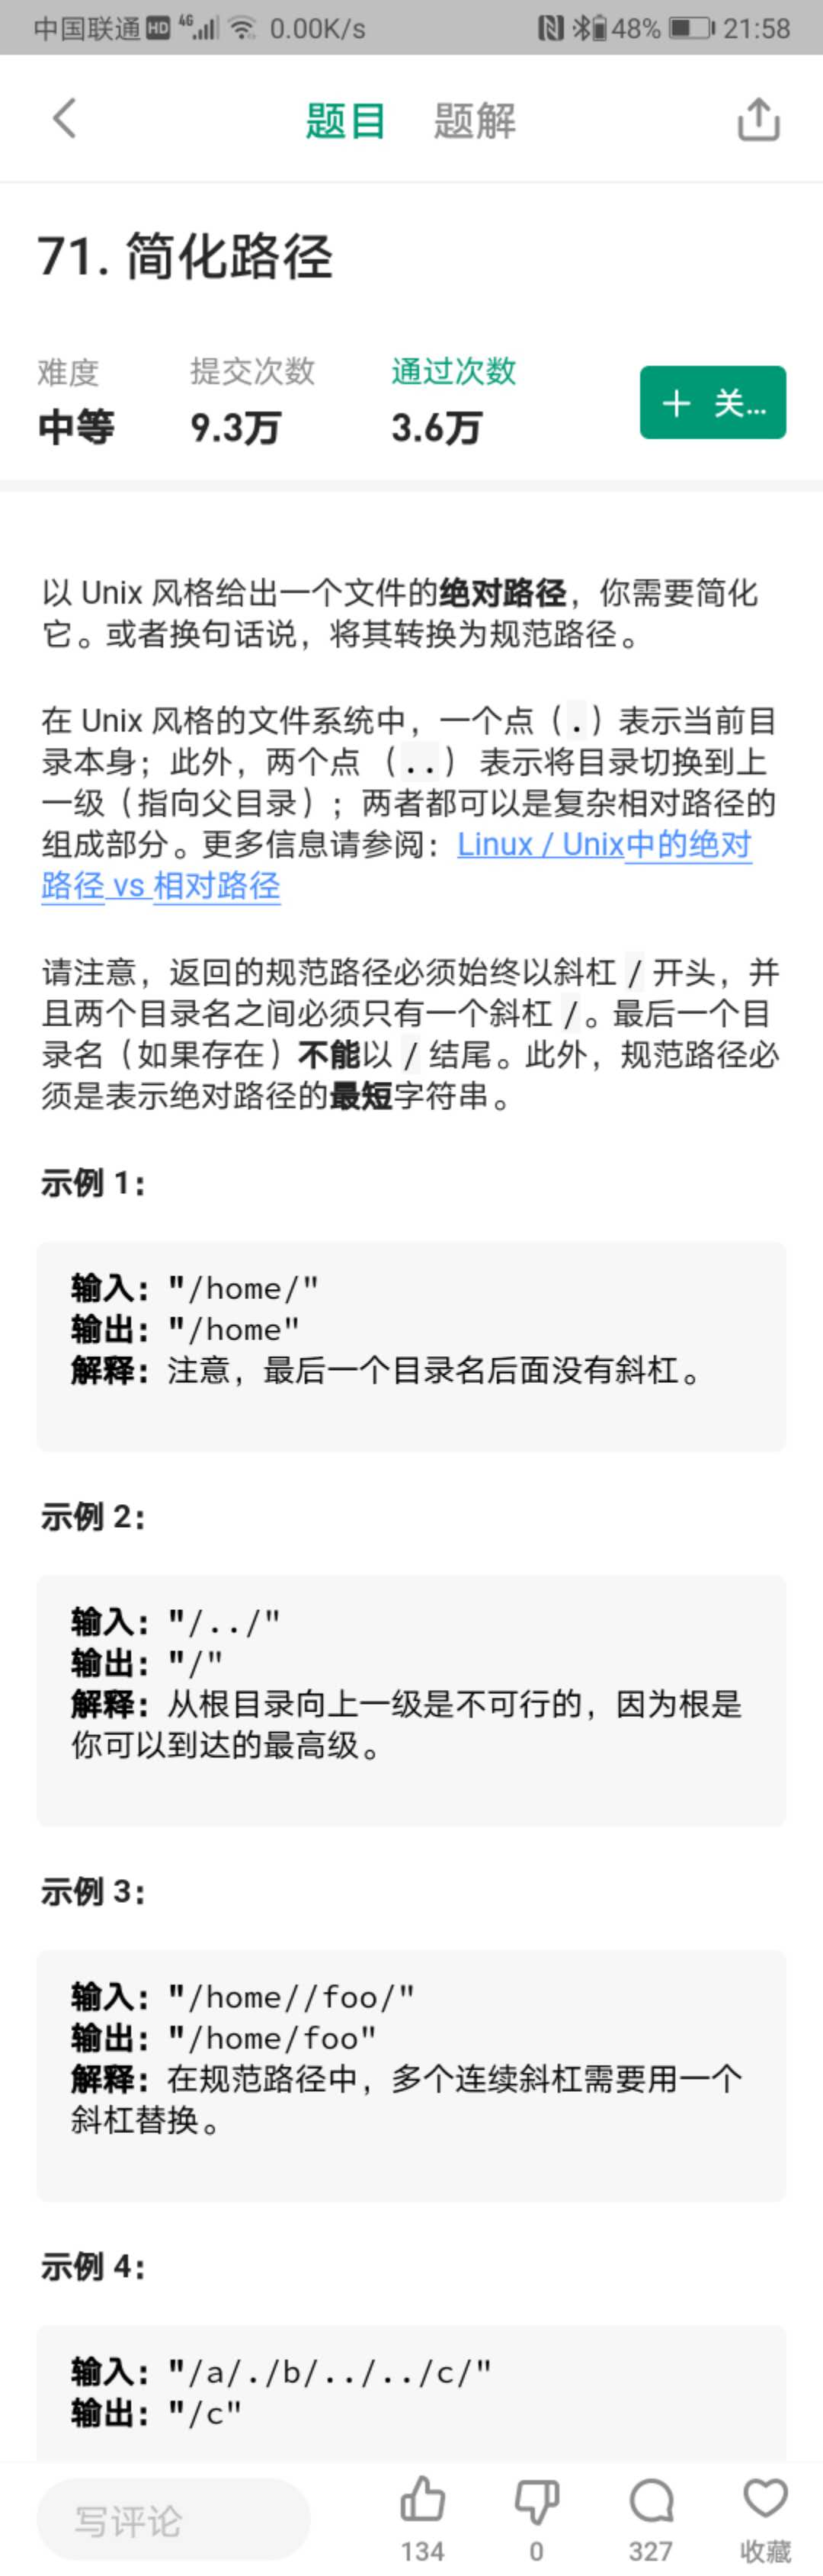 中国联通 HD 4G 0.00K/s 48% 21:58
题目 题解
71. 简化路径
难度 提交次数 通过次数
中等 9.3万 3.6万 + 关...
以 Unix 风格给出一个文件的绝对路径，你需要简化
它。或者换句话说，将其转换为规范路径。
在 Unix 风格的文件系统中，一个点（.）表示当前目
录本身；此外，两个点 （..） 表示将目录切换到上
一级（指向父目录）；两者都可以是复杂相对路径的
组成部分。更多信息请参阅：Linux / Unix中的绝对
路径 vs 相对路径
请注意，返回的规范路径必须始终以斜杠 / 开头，并
且两个目录名之间必须只有一个斜杠 /。最后一个目
录名（如果存在）不能以 / 结尾。此外，规范路径必
须是表示绝对路径的最短字符串。
示例 1：
输入："/home/"
输出："/home"
解释：注意，最后一个目录名后面没有斜杠。
示例 2：
输入："/../"
输出："/"
解释：从根目录向上一级是不可行的，因为根是
你可以到达的最高级。
示例 3：
输入："/home//foo/"
输出："/home/foo"
解释：在规范路径中，多个连续斜杠需要用一个
斜杠替换。
示例 4：
输入："/a/./b/../../c/"
输出："/c"
写评论 134 0 327 收藏